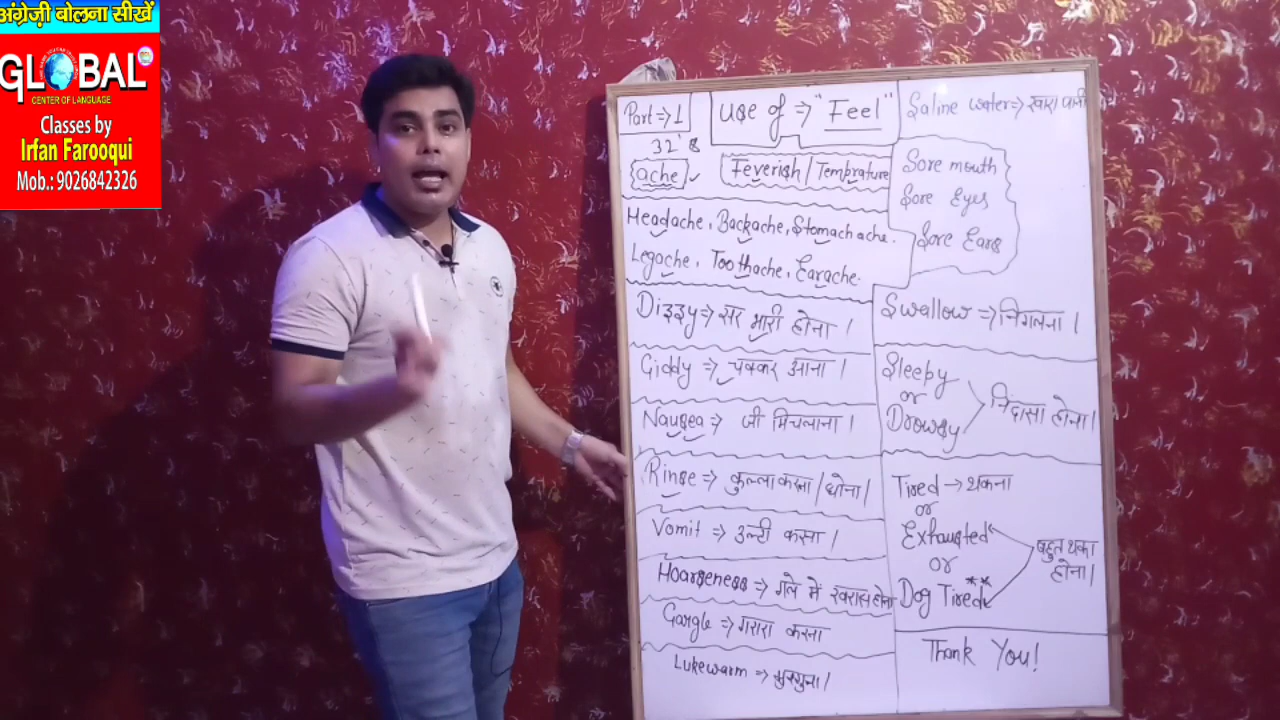 अंग्रेज़ी बोलना सीखें
GLOBAL
CENTER OF LANGUAGE
Classes by
Irfan Farooqui
Mob.: 9026842326
Part => 1
use of => "Feel"
32's
ache
Feverish / Temprature
Headache, Backache, Stomach ache.
Legache, Toothache, Earache.
Dizzy => सर भारी होना।
Giddy => चक्कर आना।
Nausea => जी मिचलाना।
Rinse => कुल्ला करना / धोना।
Vomit => उल्टी करना।
Hoarseness => गले में खरास होना
Gargle => गरारा करना
Lukewarm => गुनगुना।
Saline water => खारा पानी
Sore mouth
Sore Eyes
Sore Ears
Swallow => निगलना।
Sleepy
or
Drowsy
निंदासा होना।
Tired -> थकना
or
Exhausted
or
Dog Tired**
बहुत थका
होना।
Thank You!